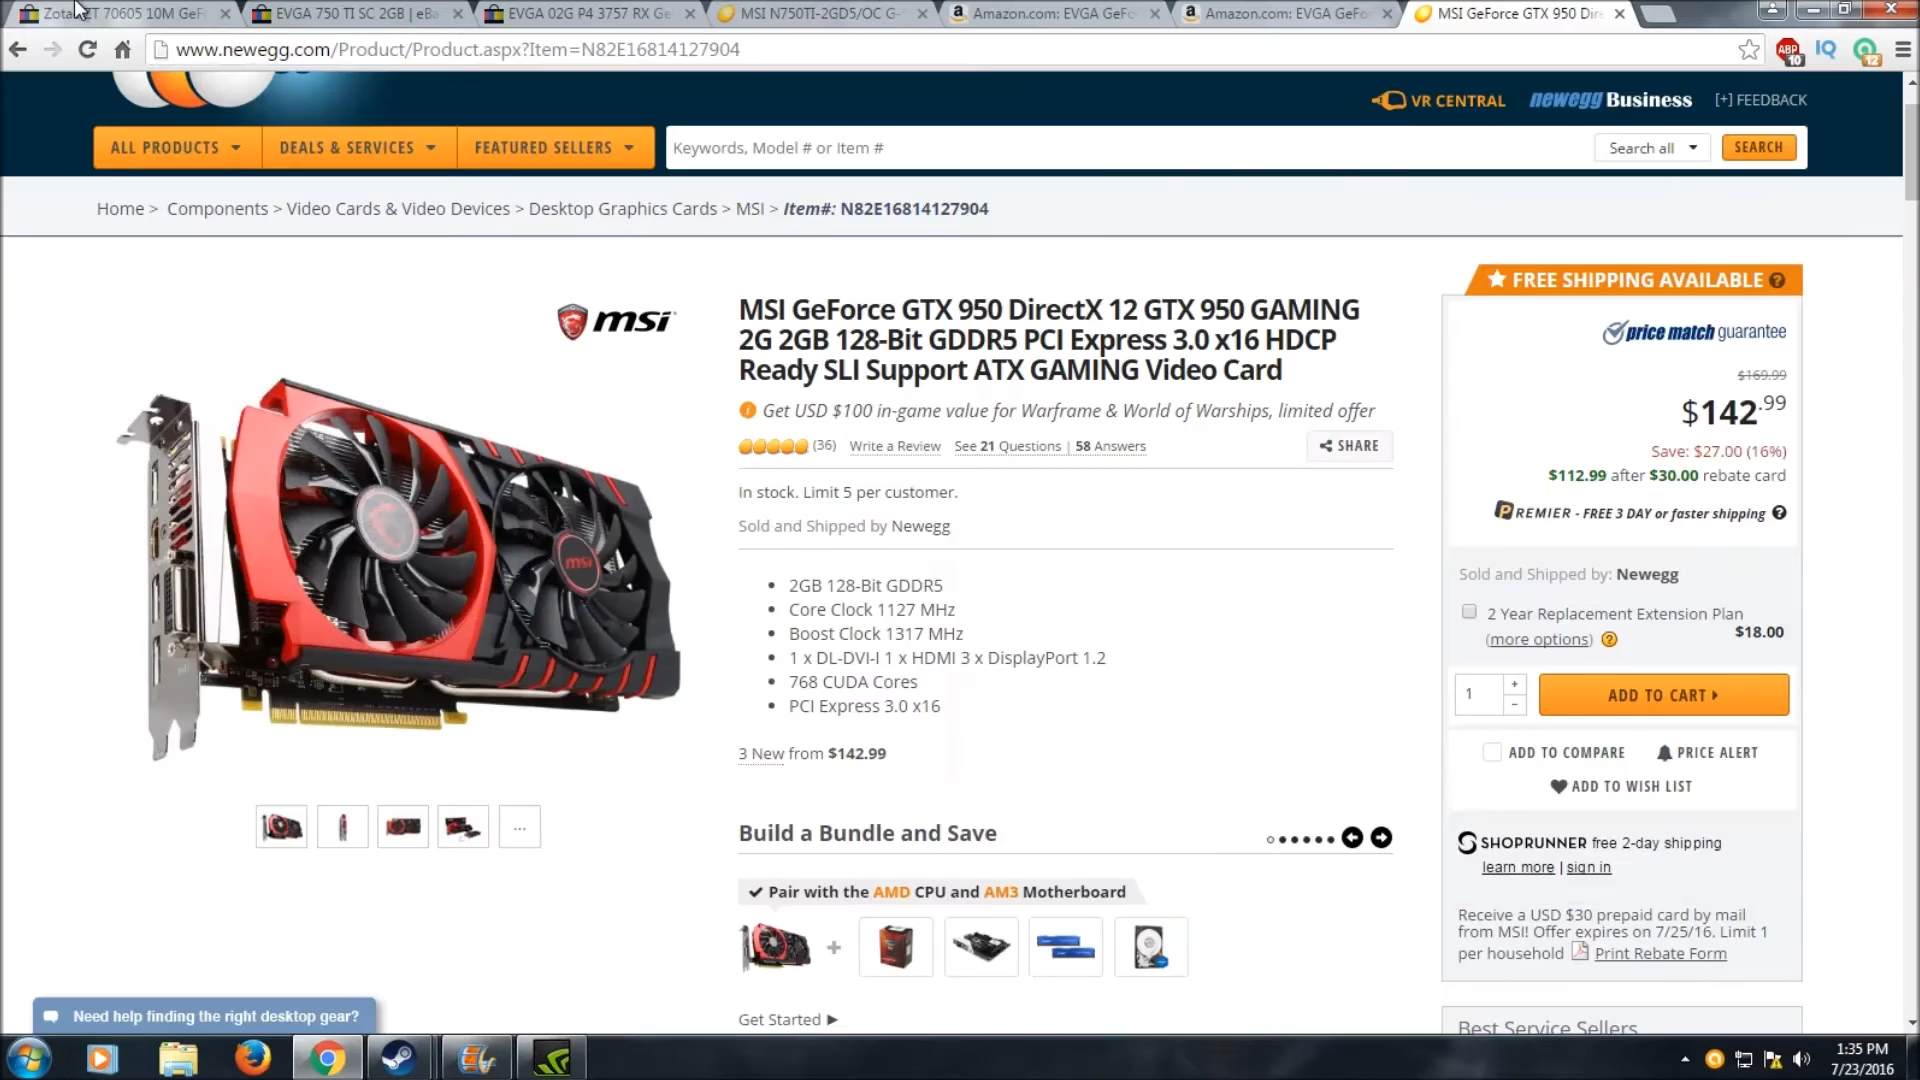 Zotac ZT 70605 10M GeF
EVGA 750 TI SC 2GB | eBa
EVGA 02G P4 3757 RX Ge
MSI N750TI-2GD5/OC G-
Amazon.com: EVGA GeFo
Amazon.com: EVGA GeFo
MSI GeForce GTX 950 Dire
www.newegg.com/Product/Product.aspx?Item=N82E16814127904
ABP
10
IQ
12
VR CENTRAL
newegg Business
[+] FEEDBACK
ALL PRODUCTS
DEALS & SERVICES
FEATURED SELLERS
Keywords, Model # or Item #
Search all
SEARCH
Home > Components > Video Cards & Video Devices > Desktop Graphics Cards > MSI > Item#: N82E16814127904
FREE SHIPPING AVAILABLE ?
msi
MSI GeForce GTX 950 DirectX 12 GTX 950 GAMING
2G 2GB 128-Bit GDDR5 PCI Express 3.0 x16 HDCP
Ready SLI Support ATX GAMING Video Card
price match guarantee
$169.99
$142.99
Get USD $100 in-game value for Warframe & World of Warships, limited offer
(36) Write a Review See 21 Questions | 58 Answers
SHARE
Save: $27.00 (16%)
$112.99 after $30.00 rebate card
In stock. Limit 5 per customer.
PREMIER - FREE 3 DAY or faster shipping ?
Sold and Shipped by Newegg
msi
2GB 128-Bit GDDR5
Core Clock 1127 MHz
Boost Clock 1317 MHz
1 x DL-DVI-I 1 x HDMI 3 x DisplayPort 1.2
768 CUDA Cores
PCI Express 3.0 x16
Sold and Shipped by: Newegg
2 Year Replacement Extension Plan
(more options) ?
$18.00
1
+
-
ADD TO CART
3 New from $142.99
ADD TO COMPARE
PRICE ALERT
ADD TO WISH LIST
...
Build a Bundle and Save
SHOPRUNNER free 2-day shipping
learn more | sign in
Pair with the AMD CPU and AM3 Motherboard
+
Receive a USD $30 prepaid card by mail
from MSI! Offer expires on 7/25/16. Limit 1
per household Print Rebate Form
Need help finding the right desktop gear?
Get Started
Best Service Sellers
1:35 PM
7/23/2016